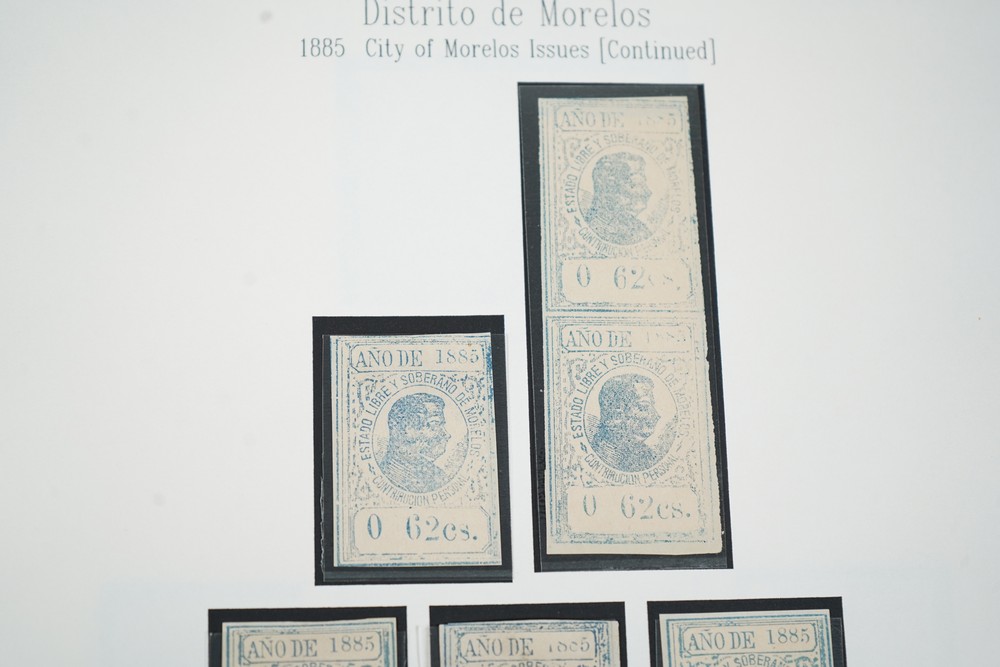 Distrito de Morelos
1885 City of Morelos Issues [Continued]
AÑO DE 1885
ESTADO LIBRE Y SOBERANO DE MORELOS
CONTRIBUCION PERSONAL
0 62cs.
AÑO DE 1885
ESTADO LIBRE Y SOBERANO DE MORELOS
CONTRIBUCION PERSONAL
0 62cs.
AÑO DE 1885
ESTADO LIBRE Y SOBERANO DE MORELOS
CONTRIBUCION PERSONAL
0 62cs.
AÑO DE 1885
AÑO DE 1885
AÑO DE 1885